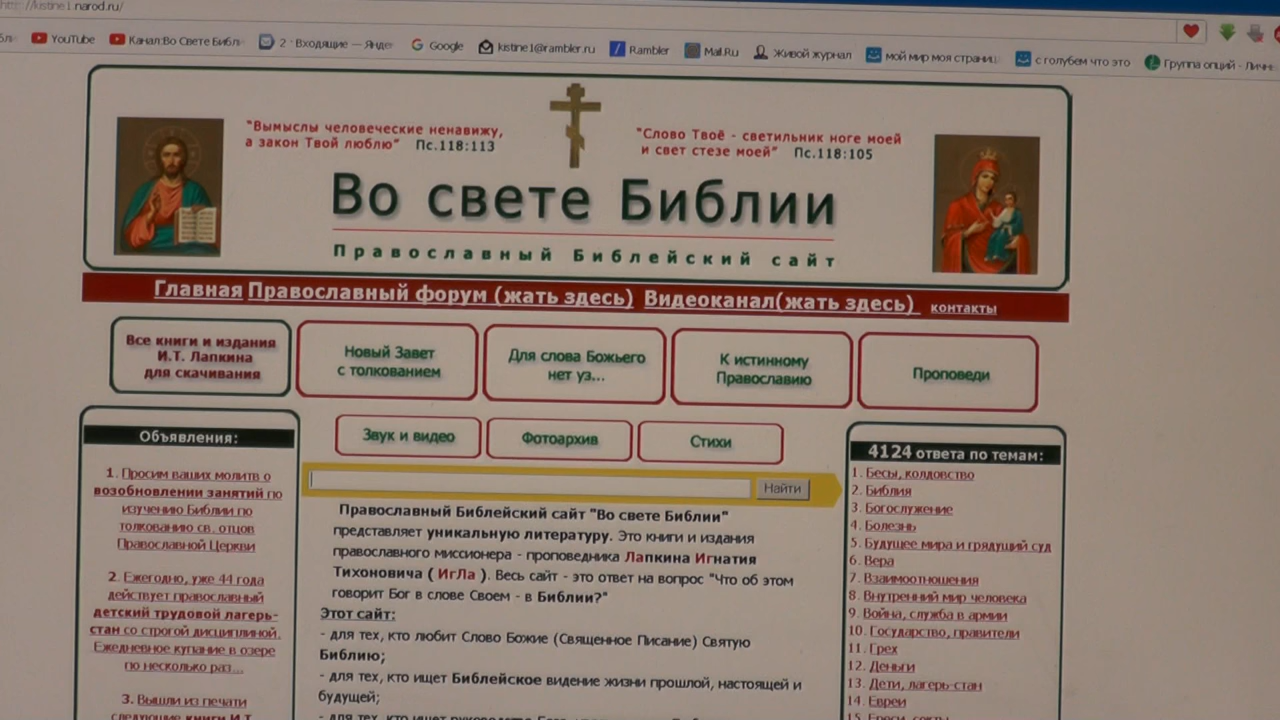 http://kistine1.narod.ru/
YouTube
Канал:Во Свете Библ
2 · Входящие — Янде
Google
kistine1@rambler.ru
Rambler
Mail.Ru
Живой журнал
мой мир моя страниц
с голубем что это
Группа опций - Личн
"Вымыслы человеческие ненавижу,
а закон Твой люблю" Пс.118:113
"Слово Твоё - светильник ноге моей
и свет стезе моей" Пс.118:105
Во свете Библии
Православный Библейский сайт
Главная Православный форум (жать здесь) Видеоканал(жать здесь) контакты
Все книги и издания
И.Т. Лапкина
для скачивания
Новый Завет
с толкованием
Для слова Божьего
нет уз...
К истинному
Православию
Проповеди
Звук и видео
Фотоархив
Стихи
Найти
Объявления:
1. Просим ваших молитв о
возобновлении занятий по
изучению Библии по
толкованию св. отцов
Православной Церкви
2. Ежегодно, уже 44 года
действует православный
детский трудовой лагерь-
стан со строгой дисциплиной.
Ежедневное купание в озере
по несколько раз...
3. Вышли из печати
следующие книги И.Т.
Православный Библейский сайт "Во свете Библии"
представляет уникальную литературу. Это книги и издания
православного миссионера - проповедника Лапкина Игнатия
Тихоновича ( ИгЛа ). Весь сайт - это ответ на вопрос "Что об этом
говорит Бог в слове Своем - в Библии?"
Этот сайт:
- для тех, кто любит Слово Божие (Священное Писание) Святую
Библию;
- для тех, кто ищет Библейское видение жизни прошлой, настоящей и
будущей;
- для тех, кто ищет
4124 ответа по темам:
1. Бесы, колдовство
2. Библия
3. Богослужение
4. Болезнь
5. Будущее мира и грядущий суд
6. Вера
7. Взаимоотношения
8. Внутренний мир человека
9. Война, служба в армии
10. Государство, правители
11. Грех
12. Деньги
13. Дети, лагерь-стан
14. Евреи
15. Ереси, секты